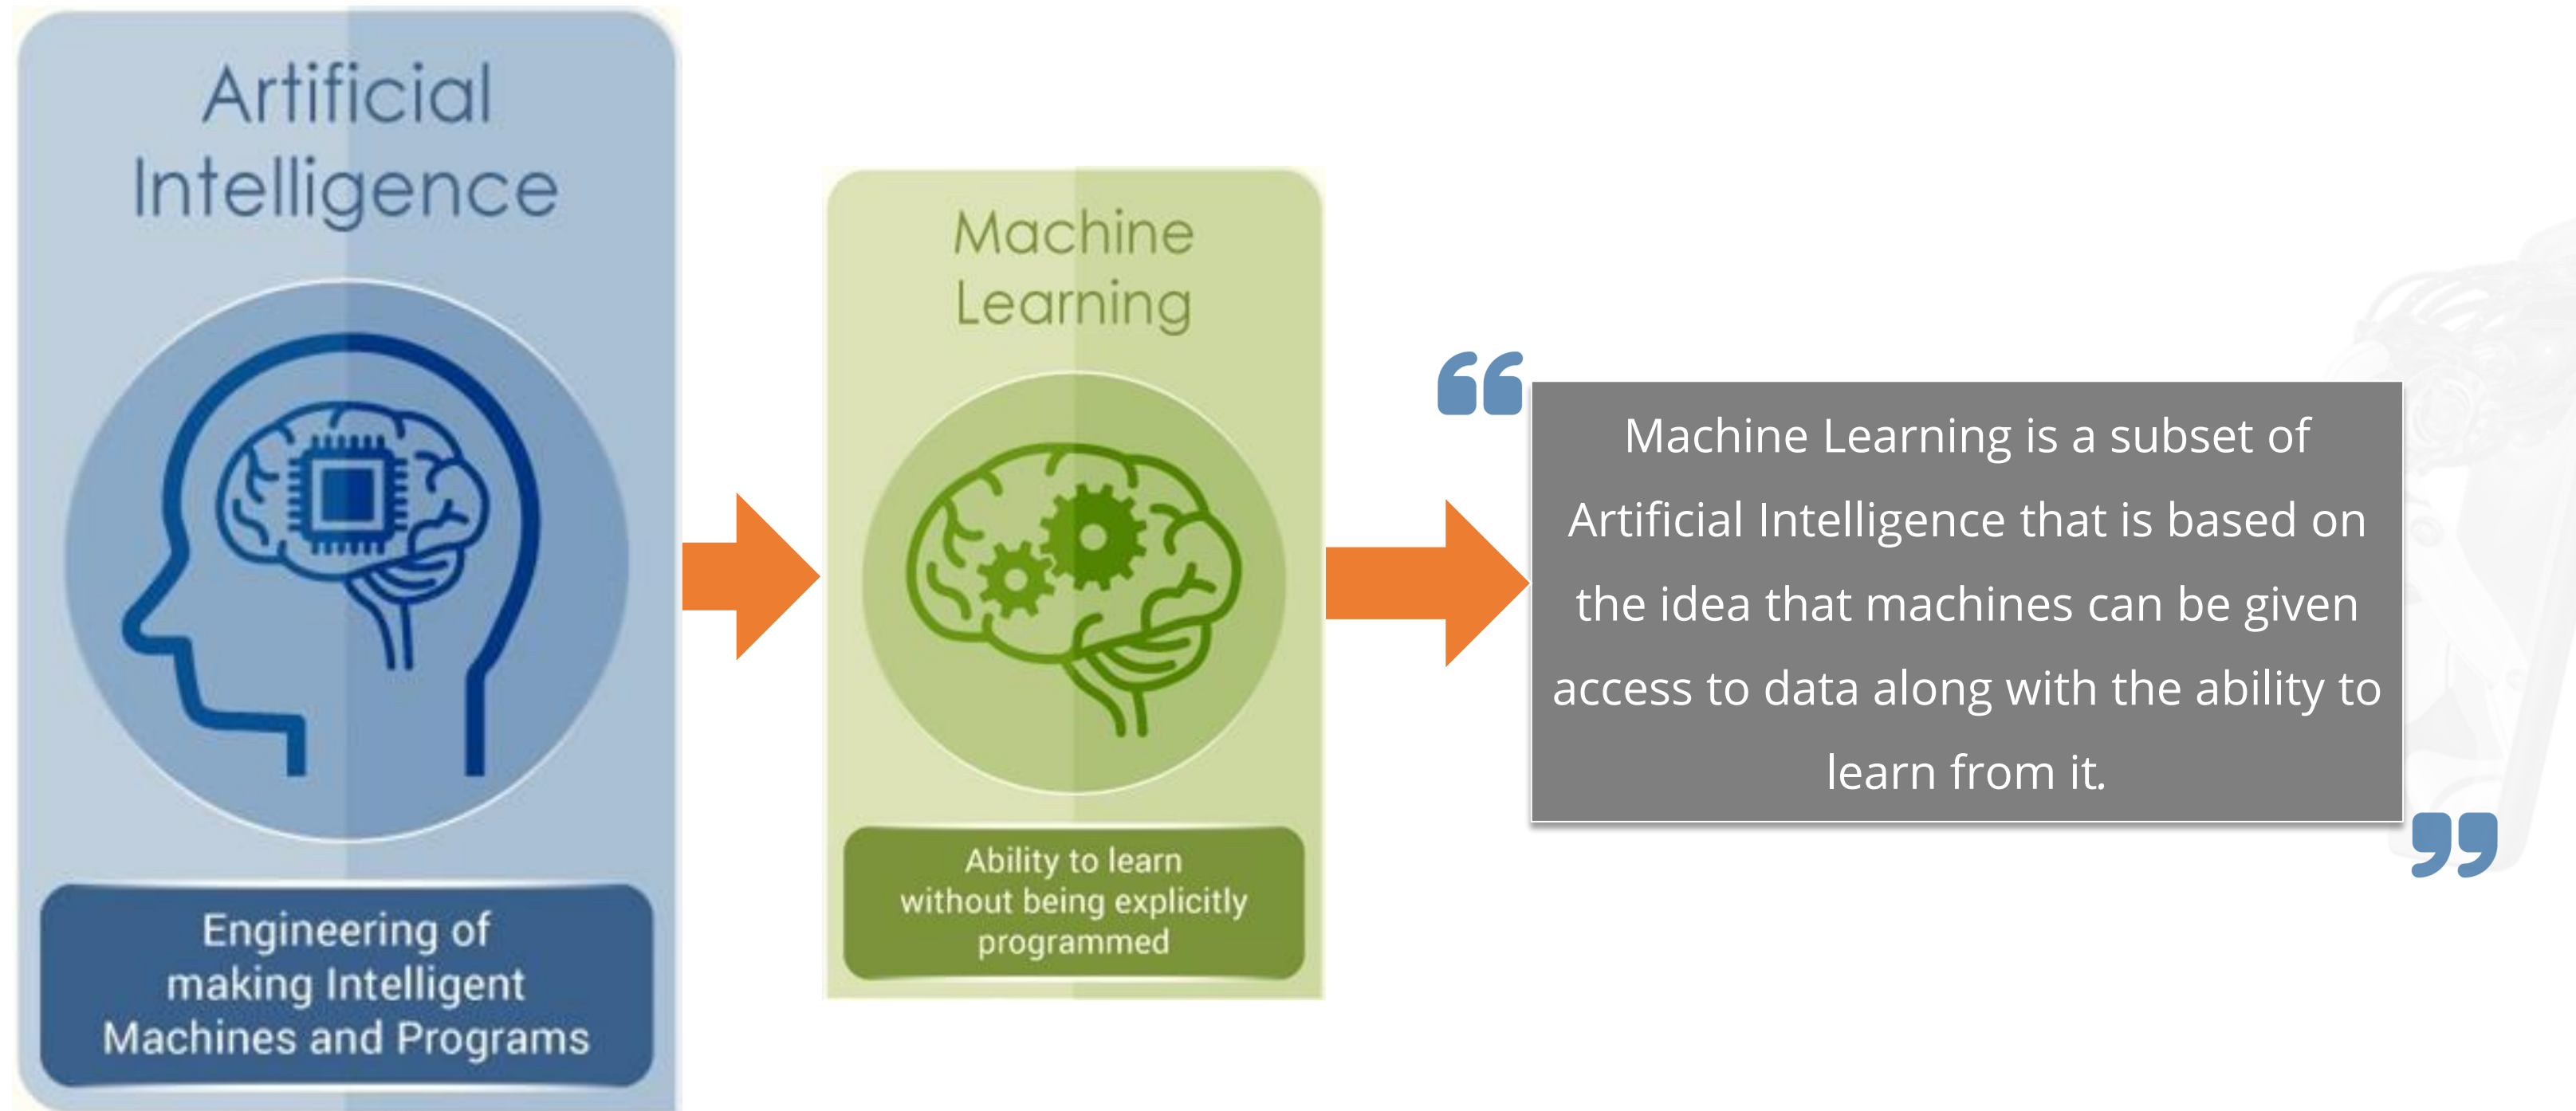 Artificial
Intelligence
Engineering of
making Intelligent
Machines and Programs
Machine
Learning
Ability to learn
without being explicitly
programmed
“
Machine Learning is a subset of
Artificial Intelligence that is based on
the idea that machines can be given
access to data along with the ability to
learn from it.
”